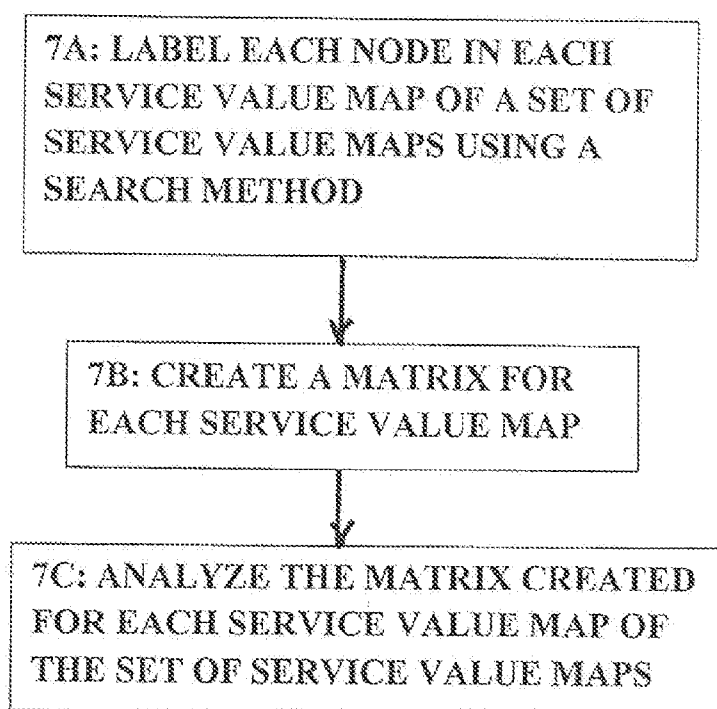 7A: LABEL EACH NODE IN EACH
SERVICE VALUE MAP OF A SET OF
SERVICE VALUE MAPS USING A
SEARCH METHOD
7B: CREATE A MATRIX FOR
EACH SERVICE VALUE MAP
7C: ANALYZE THE MATRIX CREATED
FOR EACH SERVICE VALUE MAP OF
THE SET OF SERVICE VALUE MAPS